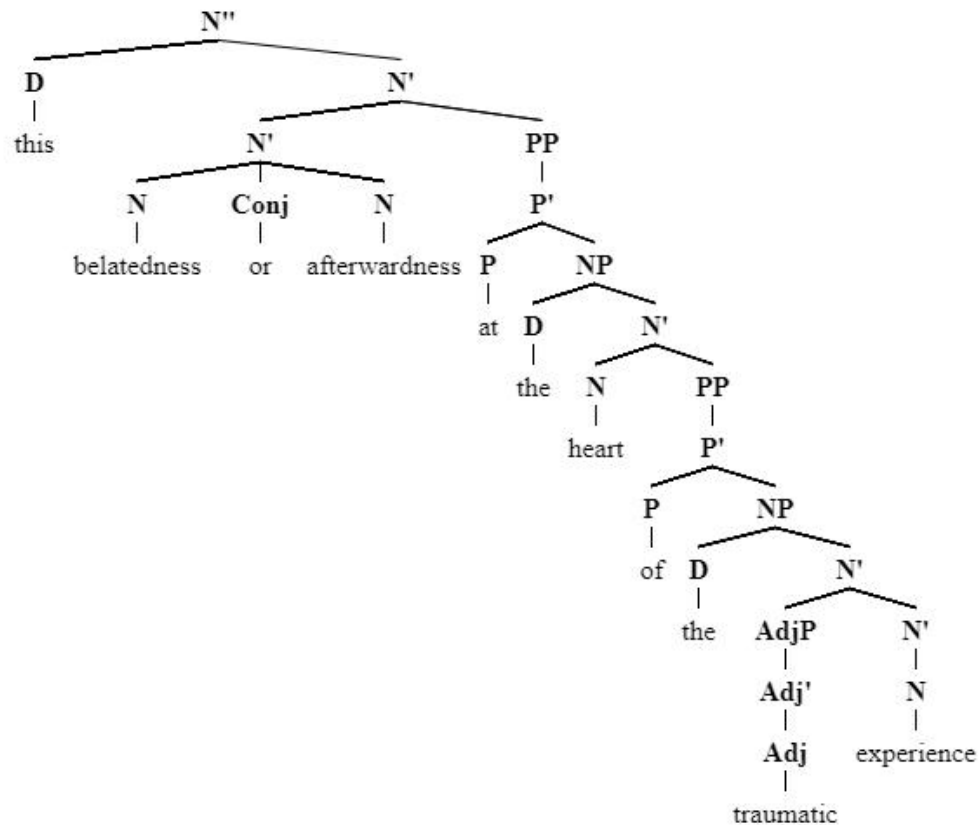 N"
D N'
this N' PP
N Conj N P'
belatedness or afterwardness P NP
at D N'
the N PP
heart P'
P NP
of D N'
the AdjP N'
Adj' N
Adj experience
traumatic